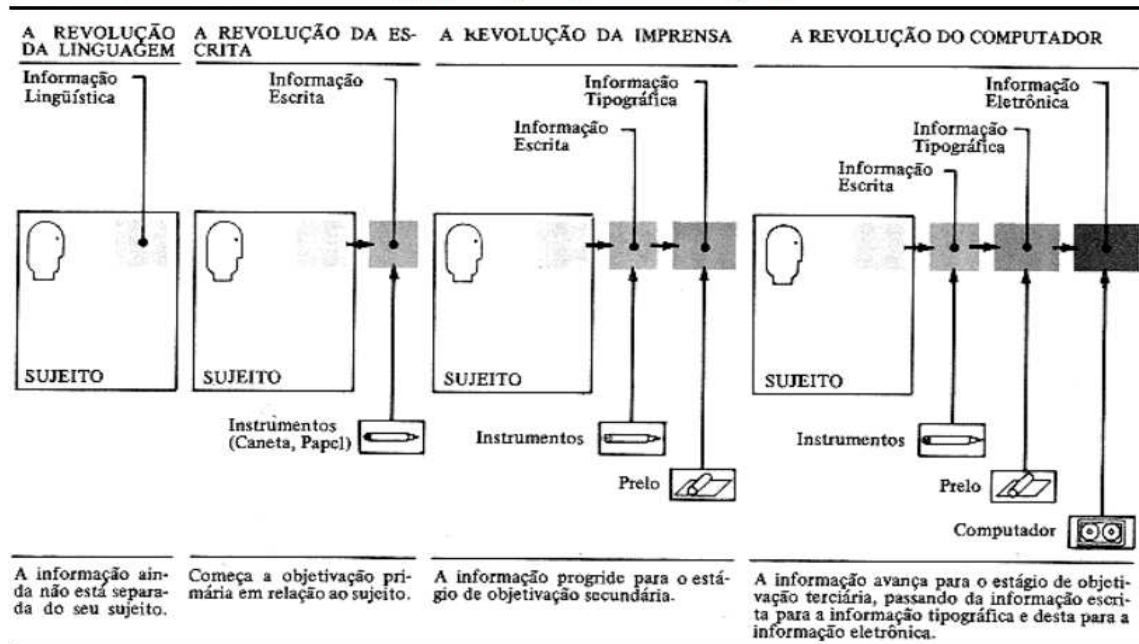 A REVOLUÇÃO
DA LINGUAGEM
Informação
Lingüística
SUJEITO
A informação ain-
da não está separa-
da do seu sujeito.
A REVOLUÇÃO DA ES-
CRITA
Informação
Escrita
SUJEITO
Instrumentos
(Caneta, Papel)
Começa a objetivação pri-
mária em relação ao sujeito.
A REVOLUÇÃO DA IMPRENSA
Informação
Tipográfica
Informação
Escrita
SUJEITO
Instrumentos
Prelo
A informação progride para o está-
gio de objetivação secundária.
A REVOLUÇÃO DO COMPUTADOR
Informação
Eletrônica
Informação
Tipográfica
Informação
Escrita
SUJEITO
Instrumentos
Prelo
Computador
A informação avança para o estágio de objeti-
vação terciária, passando da informação escri-
ta para a informação tipográfica e desta para a
informação eletrônica.